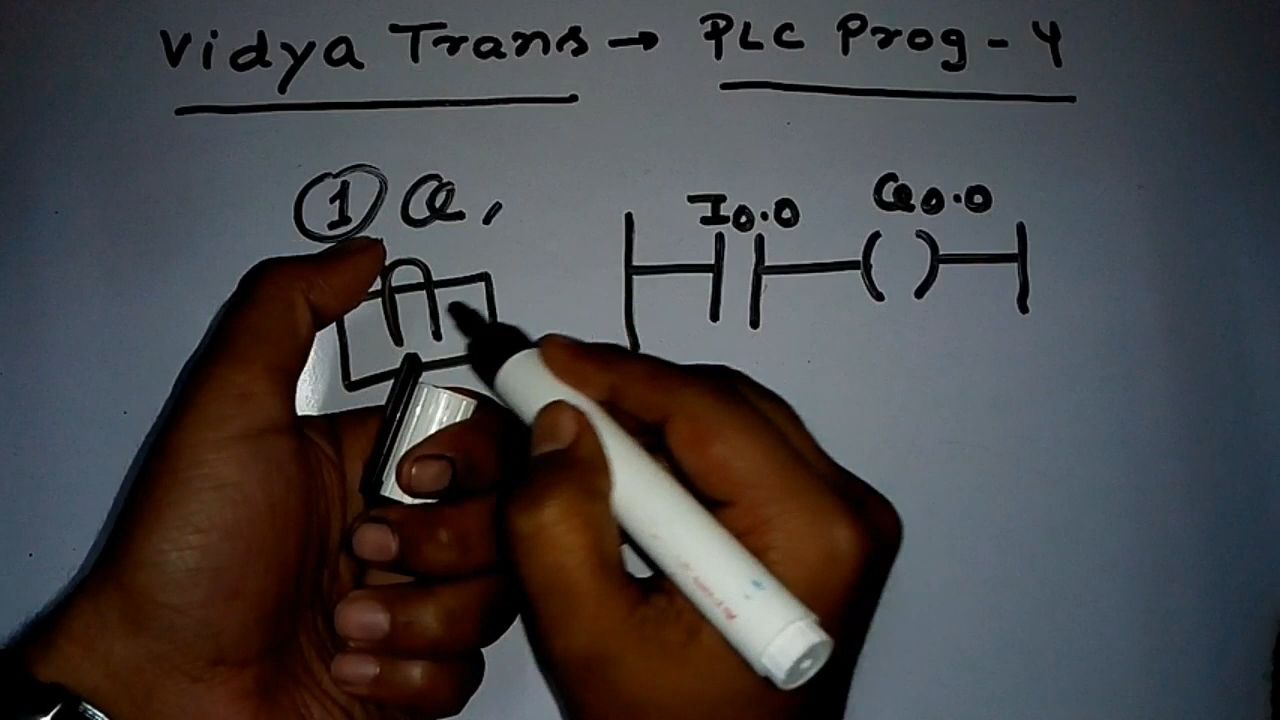 Vidya Trans → PLC Prog - 4
① Q,
I0.0 Q0.0